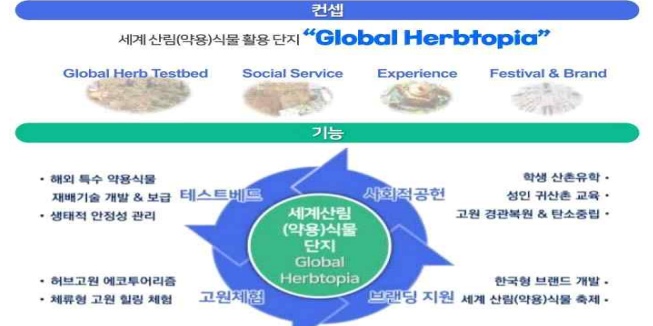 컨셉
세계 산림(약용)식물 활용 단지 “Global Herbtopia”
Global Herb Testbed
Social Service
Experience
Festival & Brand
기능
• 해외 특수 약용식물
재배기술 개발 & 보급
• 생태적 안정성 관리
테스트베드
사회적공헌
학생 산촌유학 •
성인 귀산촌 교육 •
고원 경관복원 & 탄소중립 •
세계산림
(약용)식물
단지
Global
Herbtopia
• 허브고원 에코투어리즘
• 체류형 고원 힐링 체험
고원체험
브랜딩 지원
한국형 브랜드 개발 •
세계 산림(약용)식물 축제 •